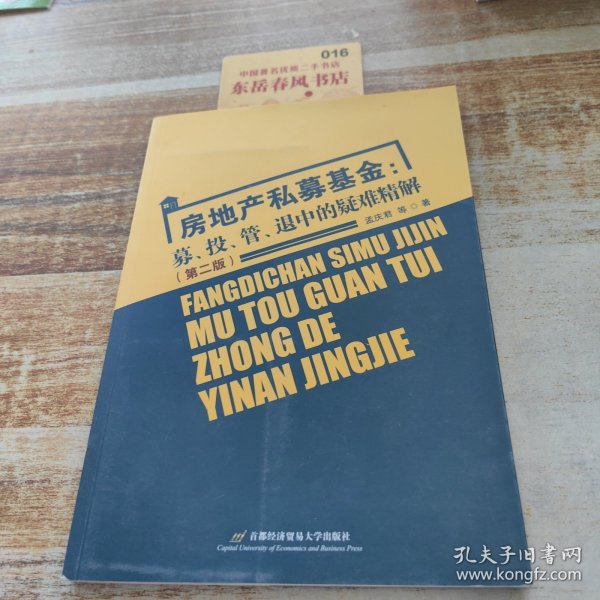 016
中国著名优质二手书店
东岳春风书店
房地产私募基金：
募、投、管、退中的疑难精解
（第二版）
孟庆君 等◇著
FANGDICHAN SIMU JIJIN
MU TOU GUAN TUI
ZHONG DE
YINAN JINGJIE
首都经济贸易大学出版社
Capital University of Economics and Business Press
孔夫子旧书网
www.kongfz.com